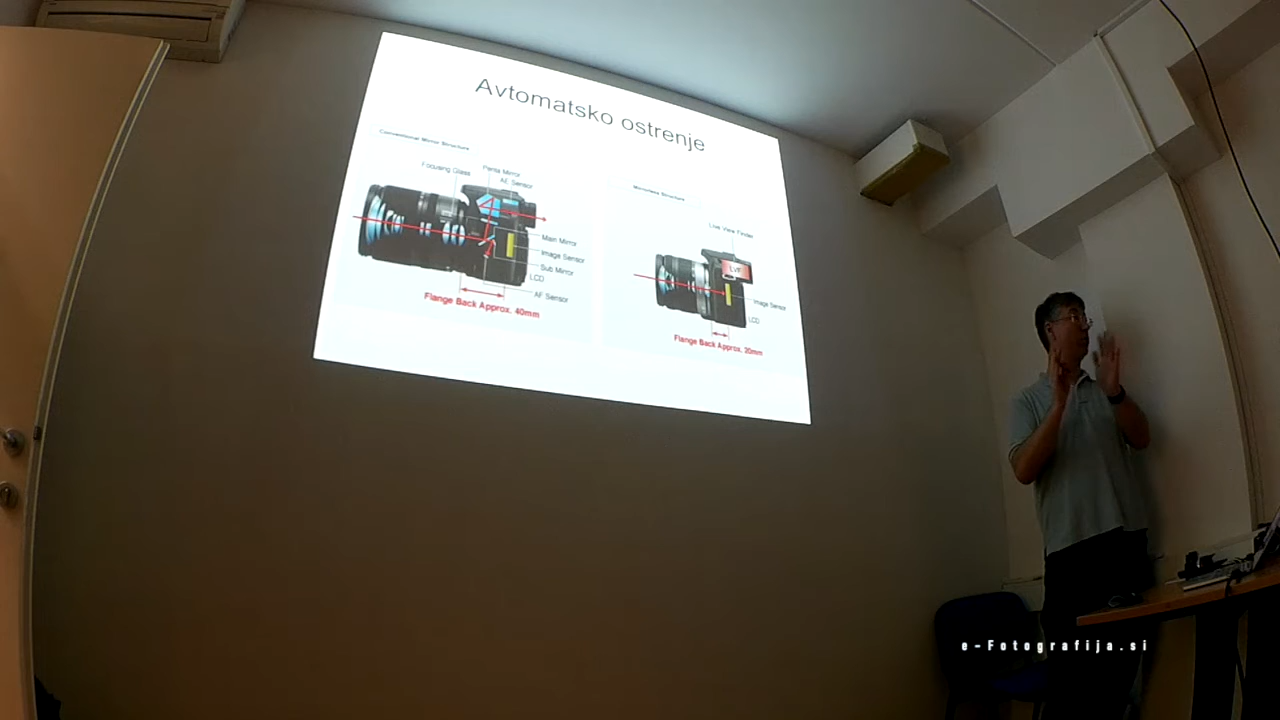 Avtomatsko ostrenje
Conventional Mirror Structure
Focusing Glass
Penta Mirror
AE Sensor
Main Mirror
Image Sensor
Sub Mirror
LCD
AF Sensor
Flange Back Approx. 40mm
Mirrorless Structure
Live View Finder
LVF
Image Sensor
LCD
Flange Back Approx. 20mm
e-Fotografija.si